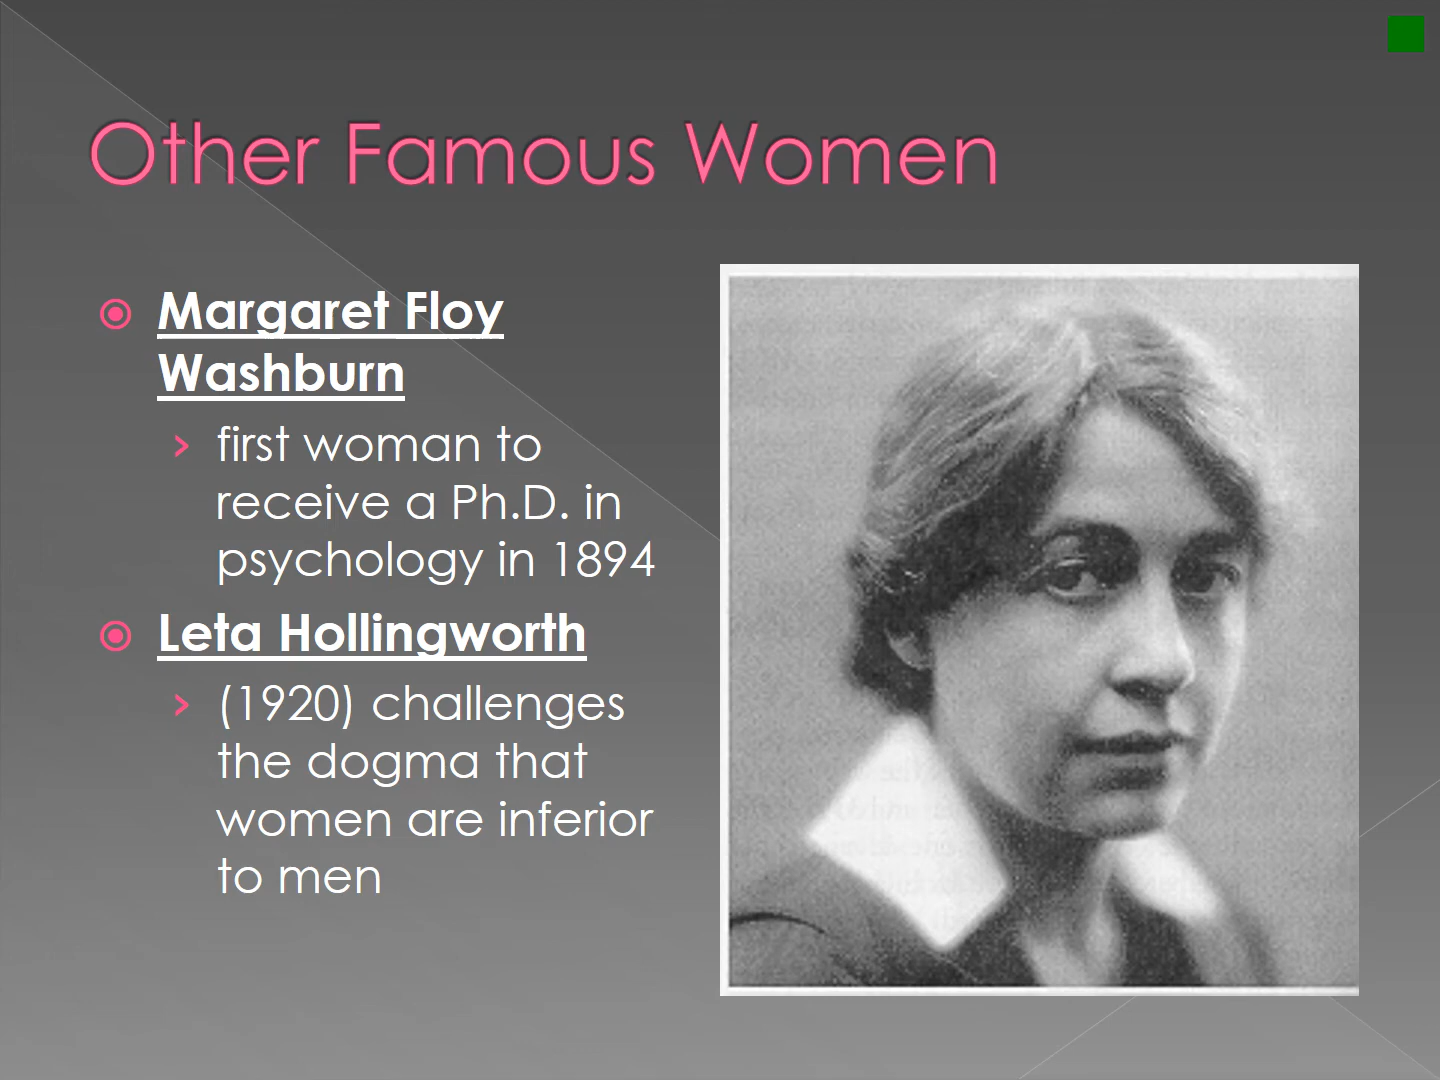 Other Famous Women
Margaret Floy
Washburn
first woman to
receive a Ph.D. in
psychology in 1894
Leta Hollingworth
(1920) challenges
the dogma that
women are inferior
to men